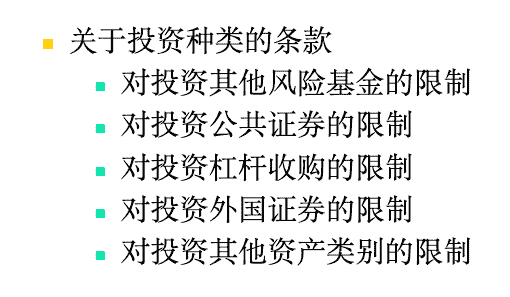 关于投资种类的条款
对投资其他风险基金的限制
对投资公共证券的限制
对投资杠杆收购的限制
对投资外国证券的限制
对投资其他资产类别的限制